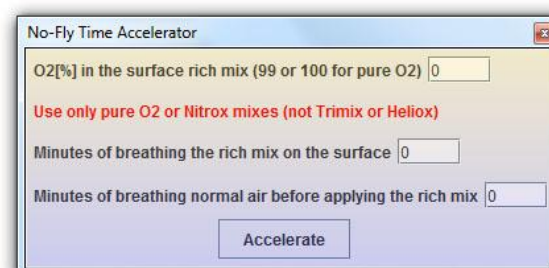 No-Fly Time Accelerator
O2[%] in the surface rich mix (99 or 100 for pure O2) 0
Use only pure O2 or Nitrox mixes (not Trimix or Heliox)
Minutes of breathing the rich mix on the surface 0
Minutes of breathing normal air before applying the rich mix 0
Accelerate